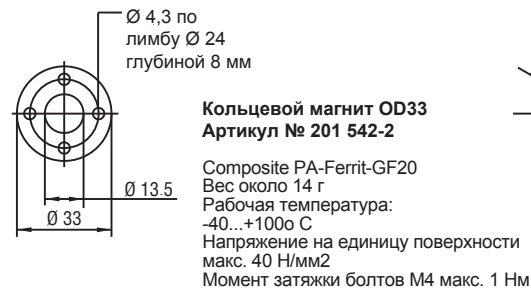 Ø 4,3 по
лимбу Ø 24
глубиной 8 мм
Кольцевой магнит OD33
Артикул № 201 542-2
Composite PA-Ferrit-GF20
Вес около 14 г
Рабочая температура:
-40...+100о С
Напряжение на единицу поверхности
макс. 40 Н/мм2
Момент затяжки болтов М4 макс. 1 Нм
Ø 13.5
Ø 33